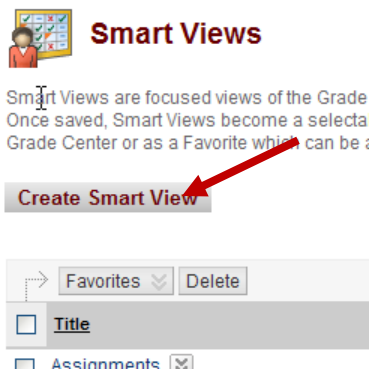 Smart Views
Smart Views are focused views of the Grade
Once saved, Smart Views become a selecta
Grade Center or as a Favorite which can be a
Create Smart View
Favorites Delete
Title
Assignments